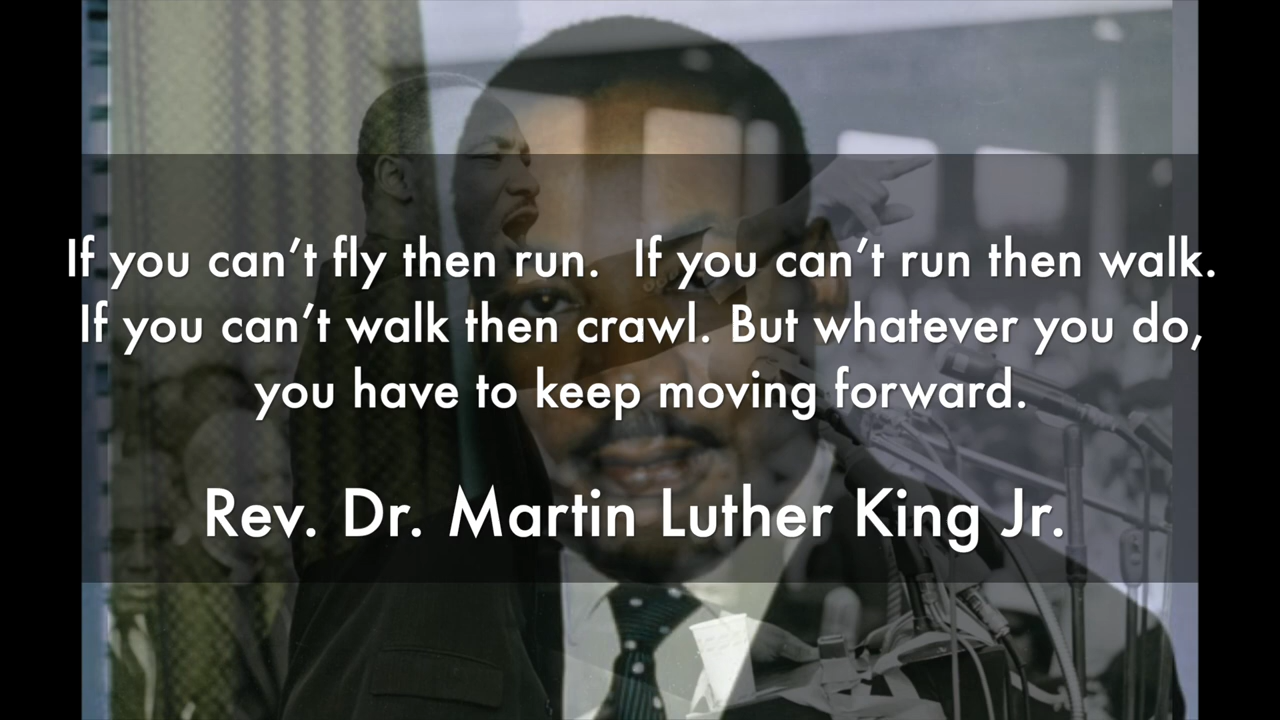 If you can’t fly then run.  If you can’t run then walk.
If you can’t walk then crawl. But whatever you do,
you have to keep moving forward.
Rev. Dr. Martin Luther King Jr.